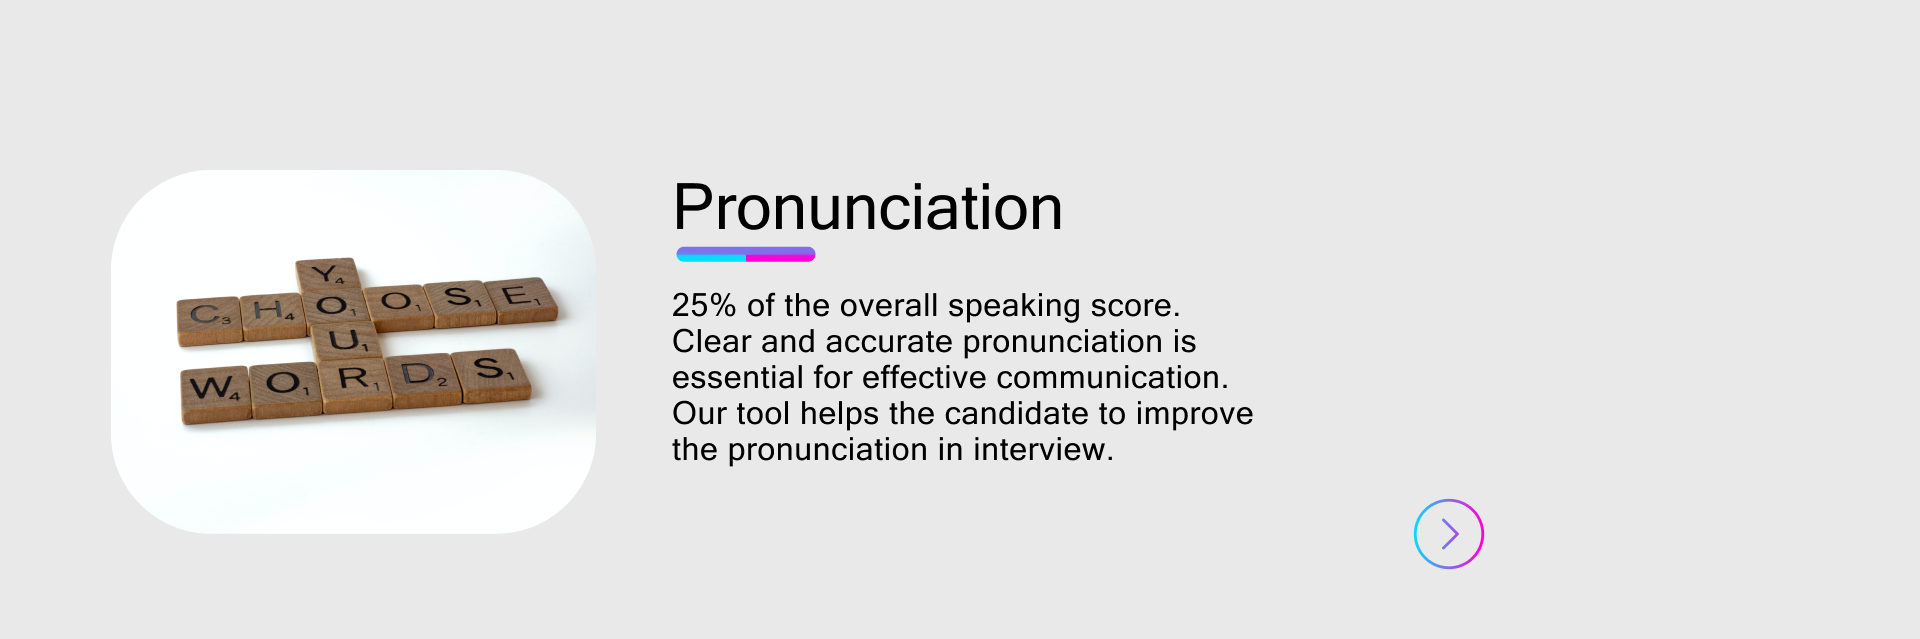 Pronunciation
25% of the overall speaking score.
Clear and accurate pronunciation is
essential for effective communication.
Our tool helps the candidate to improve
the pronunciation in interview.
CHOOSE
YOUR
WORDS